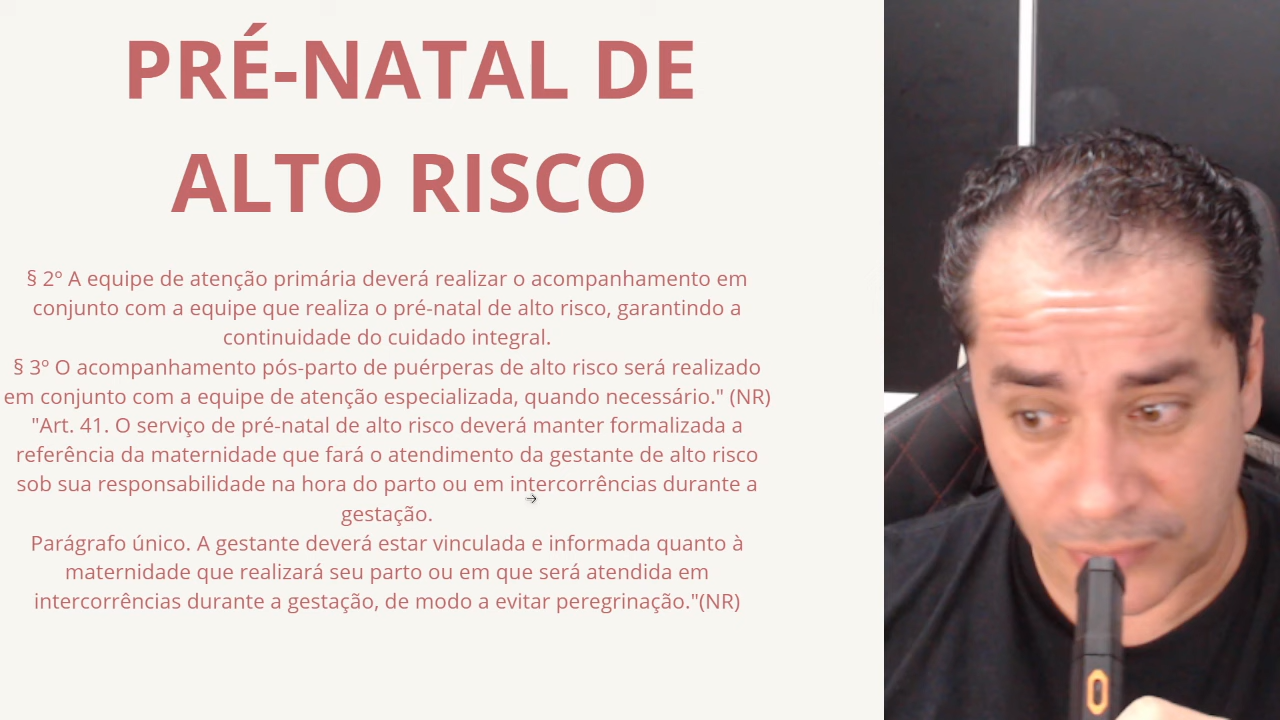 PRÉ-NATAL DE
ALTO RISCO
§ 2º A equipe de atenção primária deverá realizar o acompanhamento em
conjunto com a equipe que realiza o pré-natal de alto risco, garantindo a
continuidade do cuidado integral.
§ 3º O acompanhamento pós-parto de puérperas de alto risco será realizado
em conjunto com a equipe de atenção especializada, quando necessário." (NR)
"Art. 41. O serviço de pré-natal de alto risco deverá manter formalizada a
referência da maternidade que fará o atendimento da gestante de alto risco
sob sua responsabilidade na hora do parto ou em intercorrências durante a
gestação.
Parágrafo único. A gestante deverá estar vinculada e informada quanto à
maternidade que realizará seu parto ou em que será atendida em
intercorrências durante a gestação, de modo a evitar peregrinação."(NR)